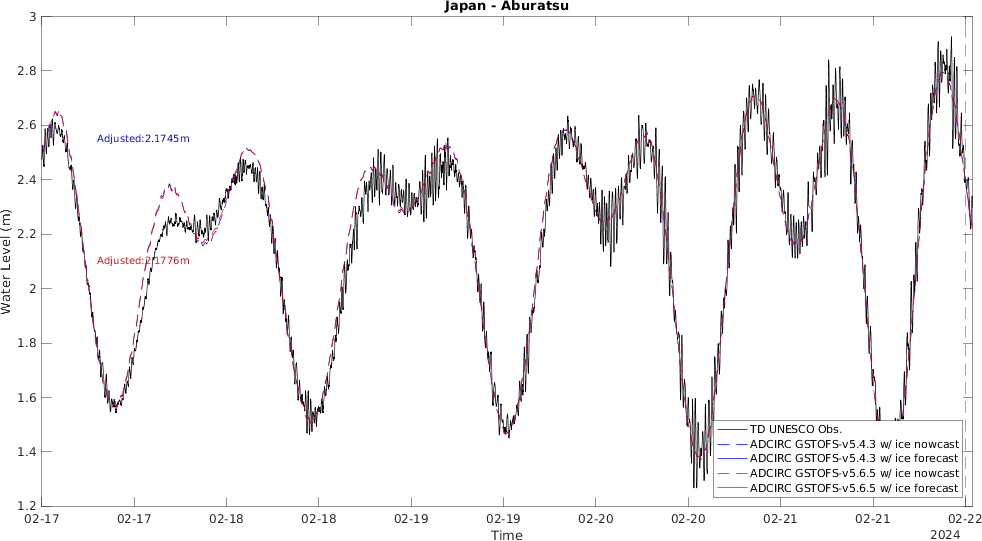 Japan - Aburatsu
3
2.8
2.6
2.4
2.2
2
1.8
1.6
1.4
1.2
Water Level (m)
Adjusted:2.1745m
Adjusted:2.1776m
TD UNESCO Obs.
ADCIRC GSTOFS-v5.4.3 w/ ice nowcast
ADCIRC GSTOFS-v5.4.3 w/ ice forecast
ADCIRC GSTOFS-v5.6.5 w/ ice nowcast
ADCIRC GSTOFS-v5.6.5 w/ ice forecast
02-17 02-17 02-18 02-18 02-19 02-19 02-20 02-20 02-21 02-21 02-22
Time
2024